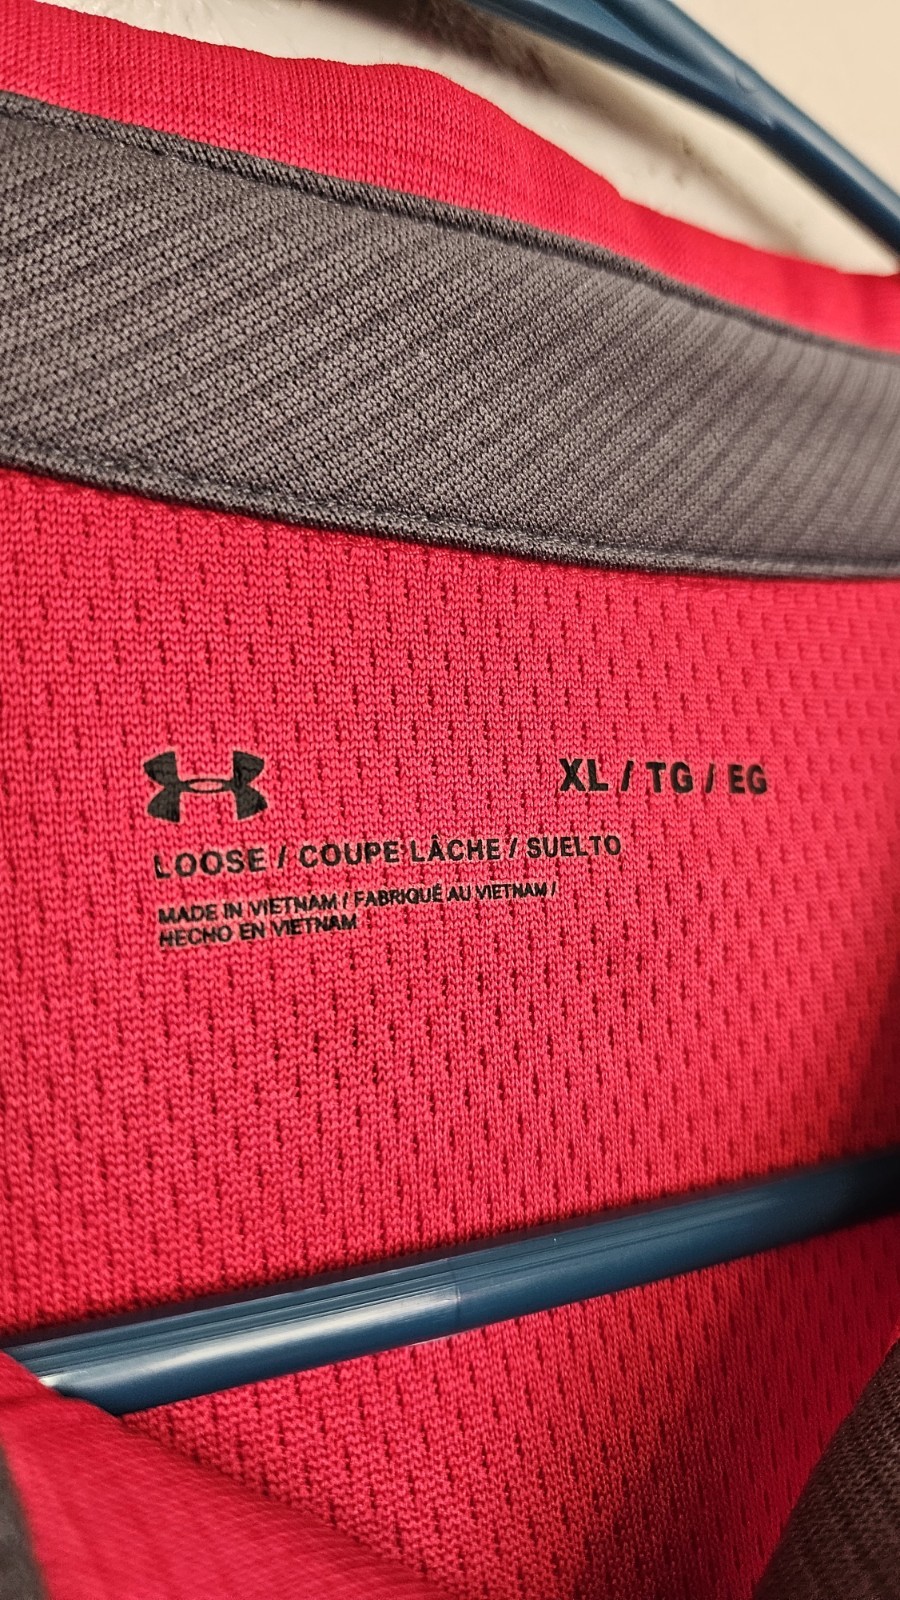 XL / TG / EG
LOOSE / COUPE LÂCHE / SUELTO
MADE IN VIETNAM / FABRIQUÉ AU VIETNAM /
HECHO EN VIETNAM